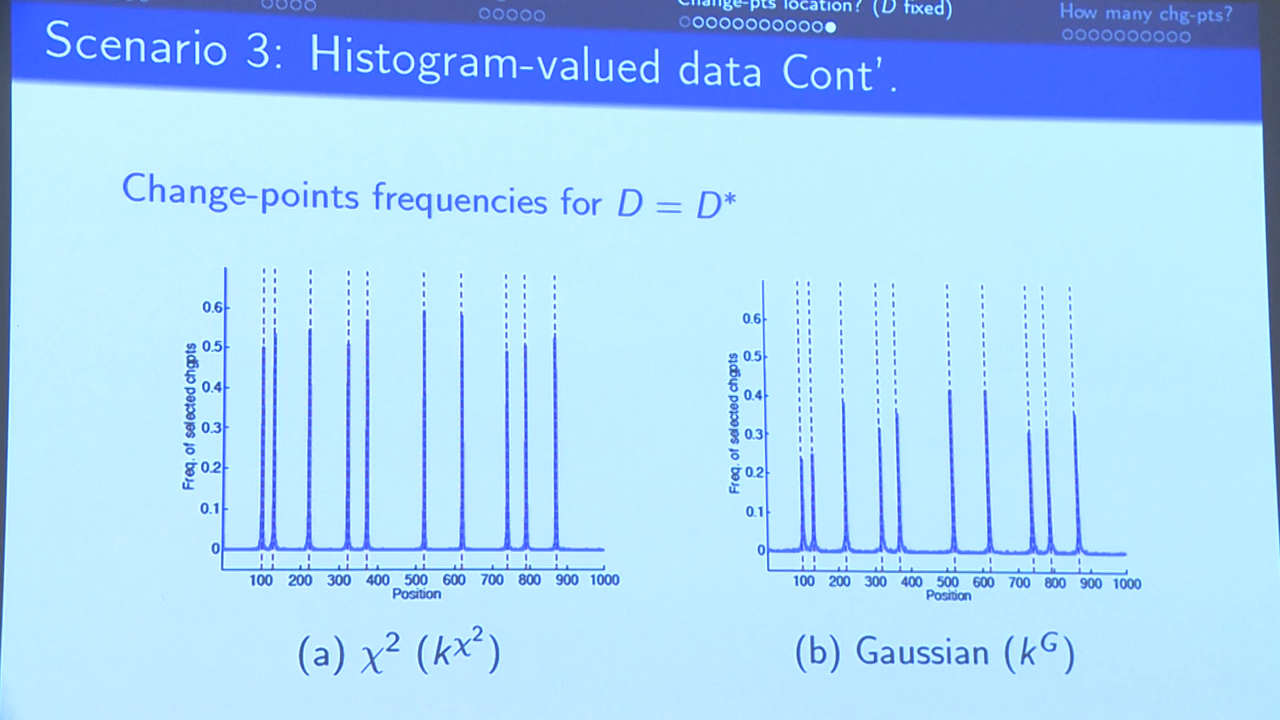 Change-pts location? (D fixed)
How many chg-pts?
Scenario 3: Histogram-valued data Cont'.
Change-points frequencies for D = D*
0.6
0.5
0.4
0.3
0.2
0.1
0
Freq. of selected chgpts
100 200 300 400 500 600 700 800 900 1000
Position
(a) χ² (k^χ²)
0.6
0.5
0.4
0.3
0.2
0.1
0
Freq. of selected chgpts
100 200 300 400 500 600 700 800 900 1000
Position
(b) Gaussian (k^G)